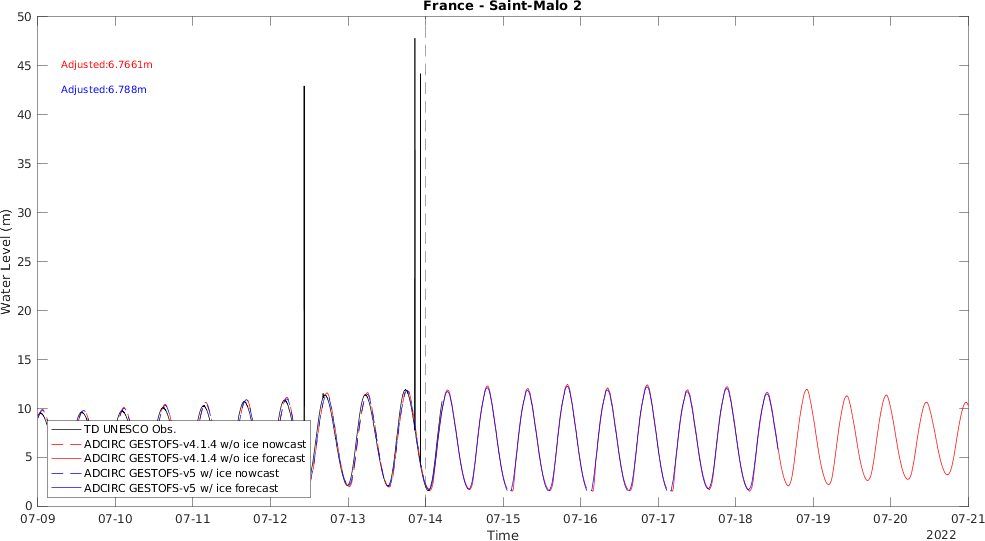 France - Saint-Malo 2
50
45
40
35
30
25
20
15
10
5
0
Water Level (m)
Adjusted:6.7661m
Adjusted:6.788m
TD UNESCO Obs.
ADCIRC GESTOFS-v4.1.4 w/o ice nowcast
ADCIRC GESTOFS-v4.1.4 w/o ice forecast
ADCIRC GESTOFS-v5 w/ ice nowcast
ADCIRC GESTOFS-v5 w/ ice forecast
07-09 07-10 07-11 07-12 07-13 07-14 07-15 07-16 07-17 07-18 07-19 07-20 07-21
Time
2022